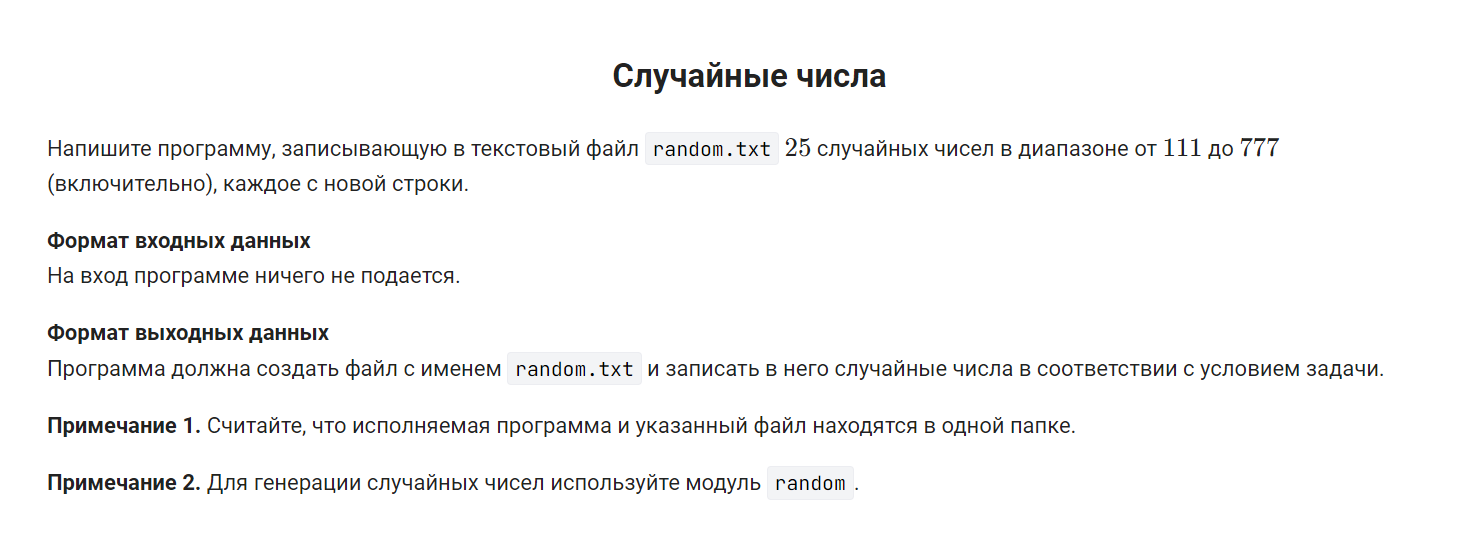 Случайные числа
Напишите программу, записывающую в текстовый файл random.txt 25 случайных чисел в диапазоне от 111 до 777
(включительно), каждое с новой строки.
Формат входных данных
На вход программе ничего не подается.
Формат выходных данных
Программа должна создать файл с именем random.txt и записать в него случайные числа в соответствии с условием задачи.
Примечание 1. Считайте, что исполняемая программа и указанный файл находятся в одной папке.
Примечание 2. Для генерации случайных чисел используйте модуль random.